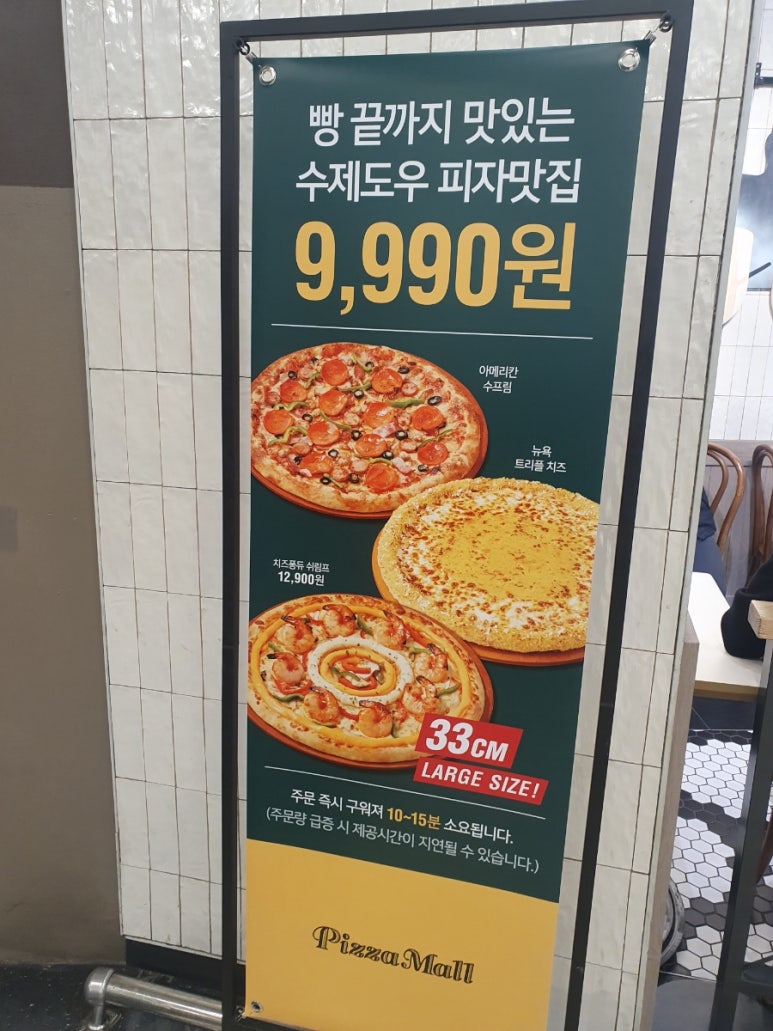 빵 끝까지 맛있는
수제도우 피자맛집
9,990원
아메리칸
수프림
뉴욕
트리플 치즈
치즈퐁듀 쉬림프
12,900원
33CM
LARGE SIZE!
주문 즉시 구워져 10~15분 소요됩니다.
(주문량 급증 시 제공시간이 지연될 수 있습니다.)
Pizza Mall